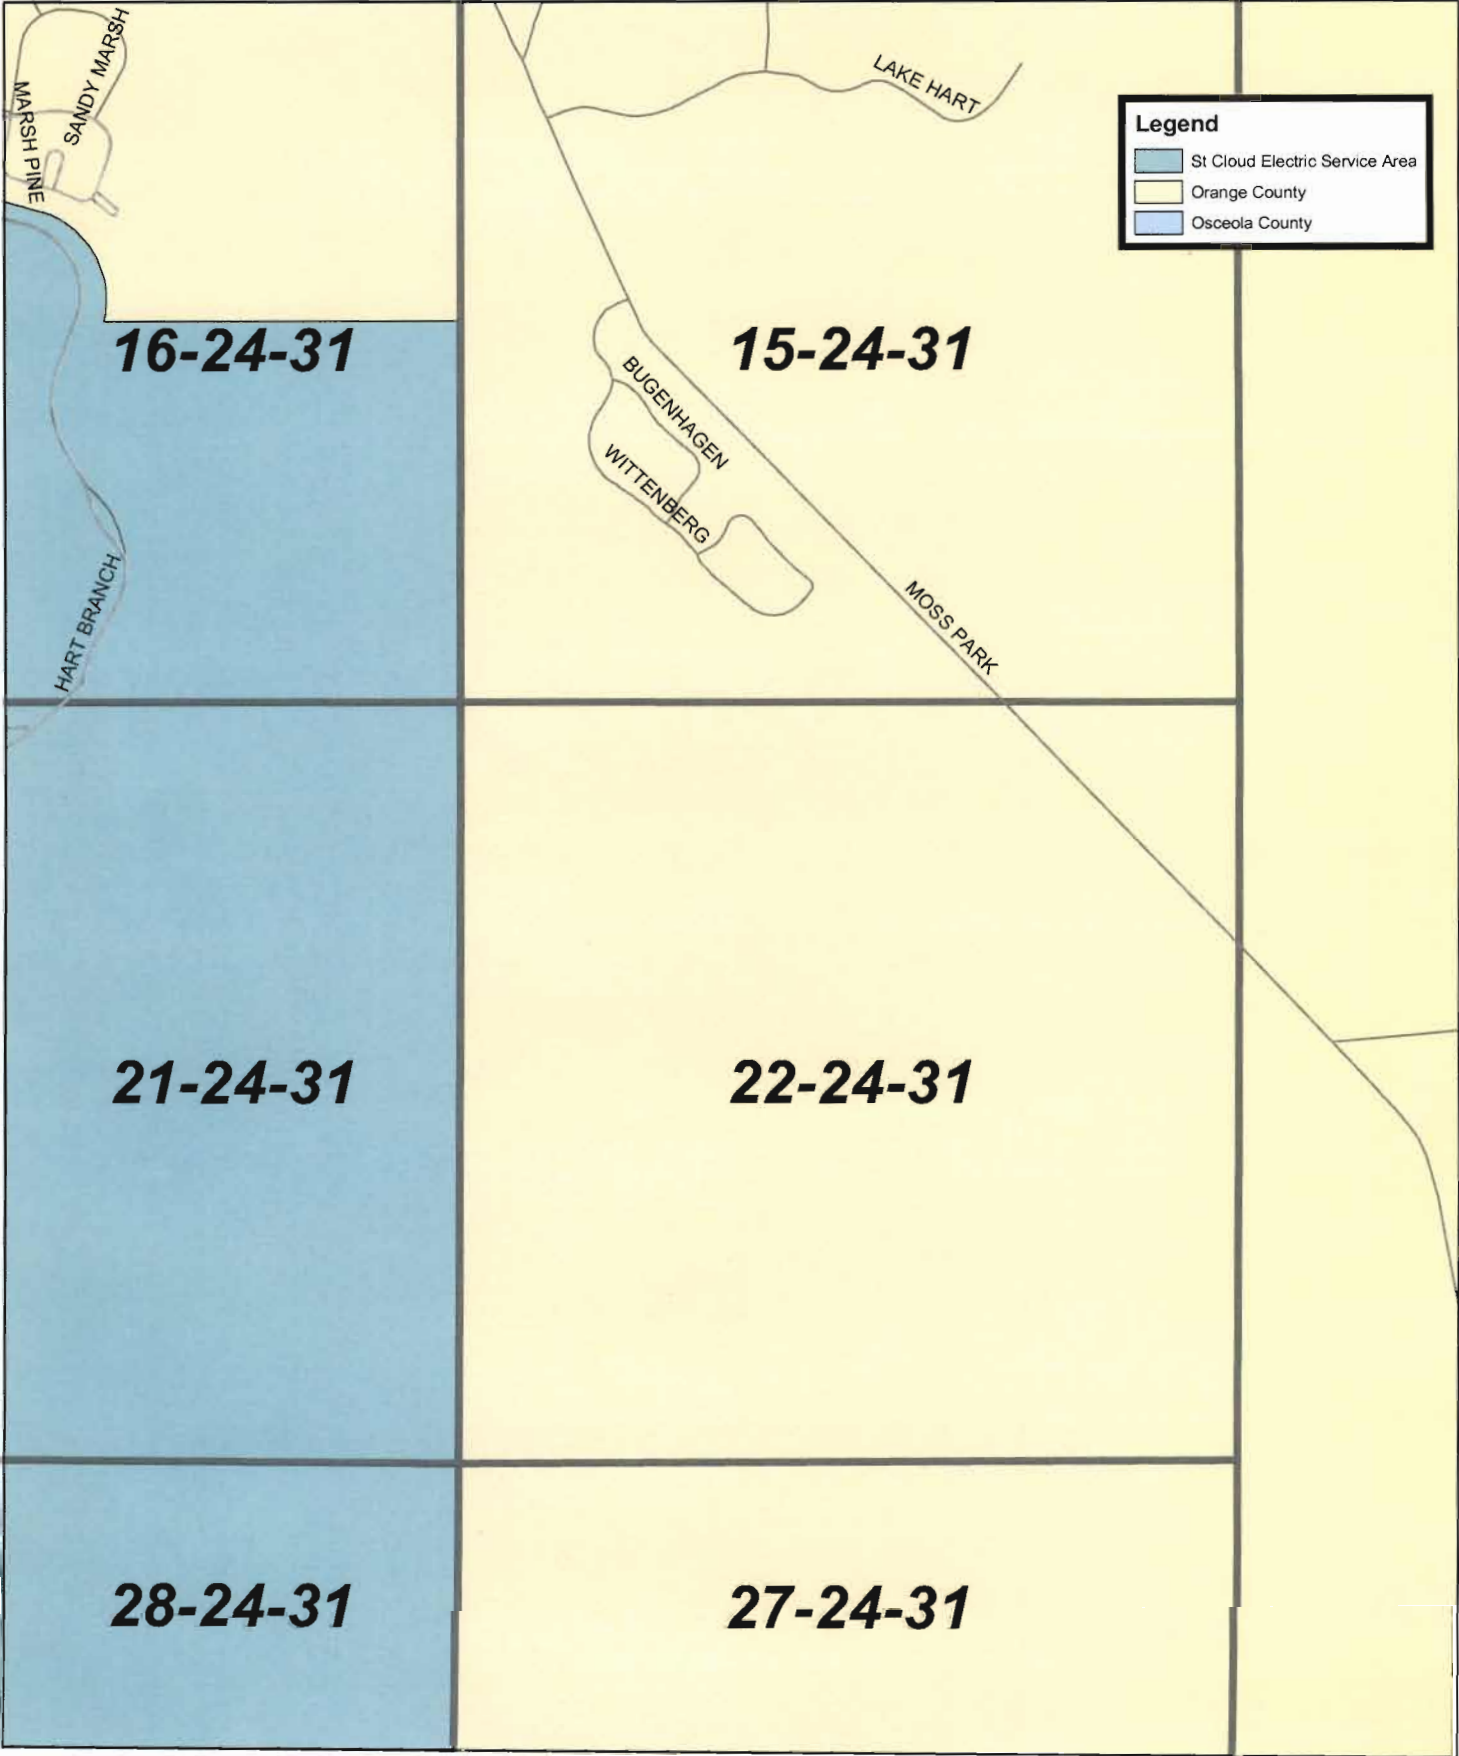 SANDY MARSH
MARSH PINE
LAKE HART
Legend
St Cloud Electric Service Area
Orange County
Osceola County
16-24-31
15-24-31
BUGENHAGEN
WITTENBERG
HART BRANCH
MOSS PARK
21-24-31
22-24-31
28-24-31
27-24-31